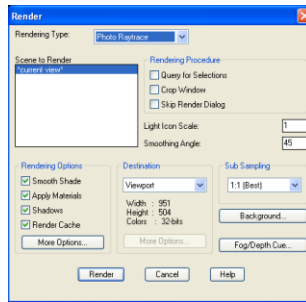 Render
Rendering Type:
Photo Raytrace
Scene to Render
*current view*
Rendering Procedure
Query for Selections
Crop Window
Skip Render Dialog
Light Icon Scale:
1
Smoothing Angle:
45
Rendering Options
Smooth Shade
Apply Materials
Shadows
Render Cache
More Options...
Destination
Viewport
Width : 951
Height : 504
Colors : 32-bits
More Options...
Sub Sampling
1:1 (Best)
Background...
Fog/Depth Cue...
Render
Cancel
Help